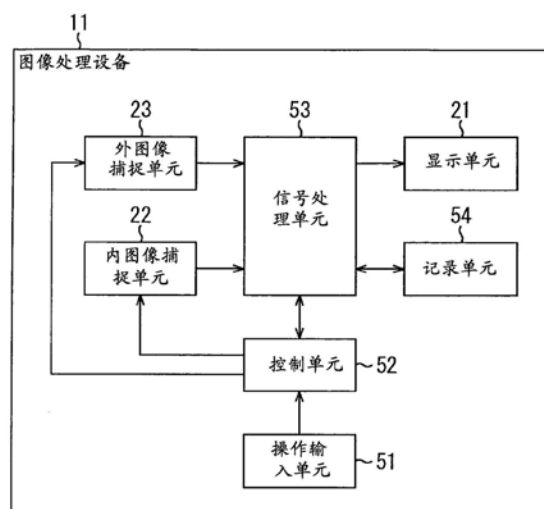 11
图像处理设备
23
53
21
外图像
捕捉单元
信号处
理单元
显示单元
22
54
内图像捕
捉单元
记录单元
控制单元
52
操作输
入单元
51